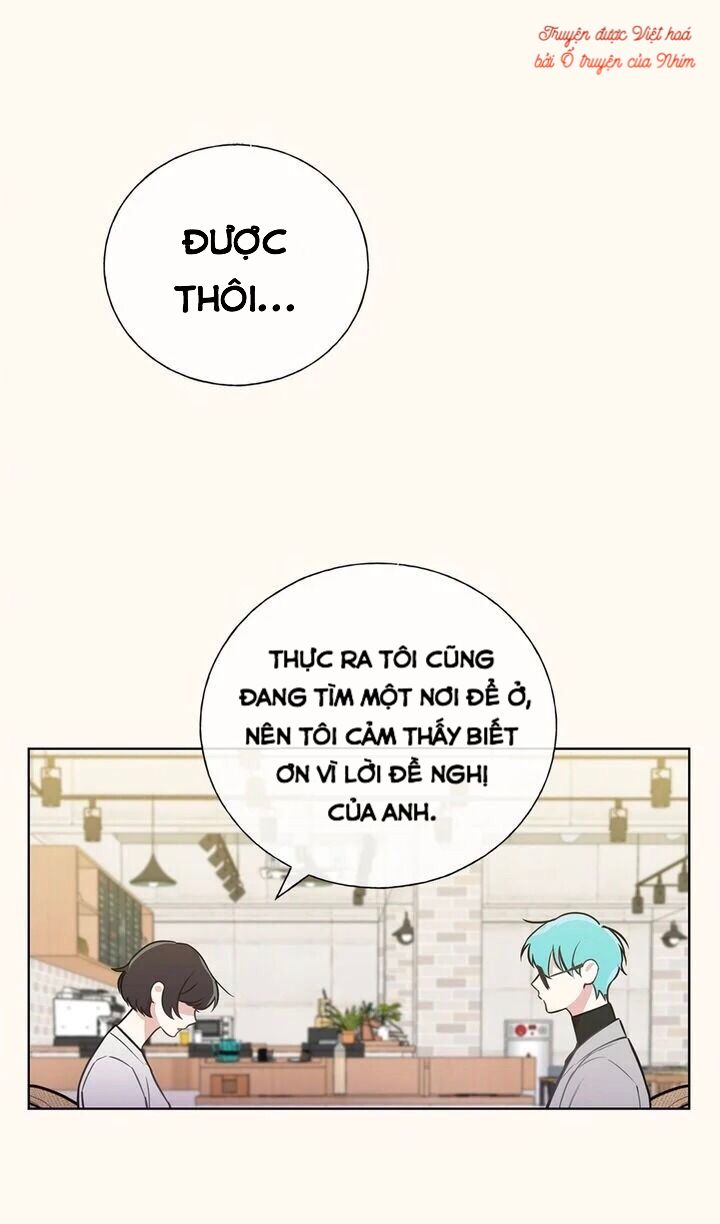 Truyện được Việt hoá
bởi Ổ truyện của Nhím
ĐƯỢC
THÔI...
THỰC RA TÔI CŨNG
ĐANG TÌM MỘT NƠI ĐỂ Ở,
NÊN TÔI CẢM THẤY BIẾT
ƠN VÌ LỜI ĐỀ NGHỊ
CỦA ANH.